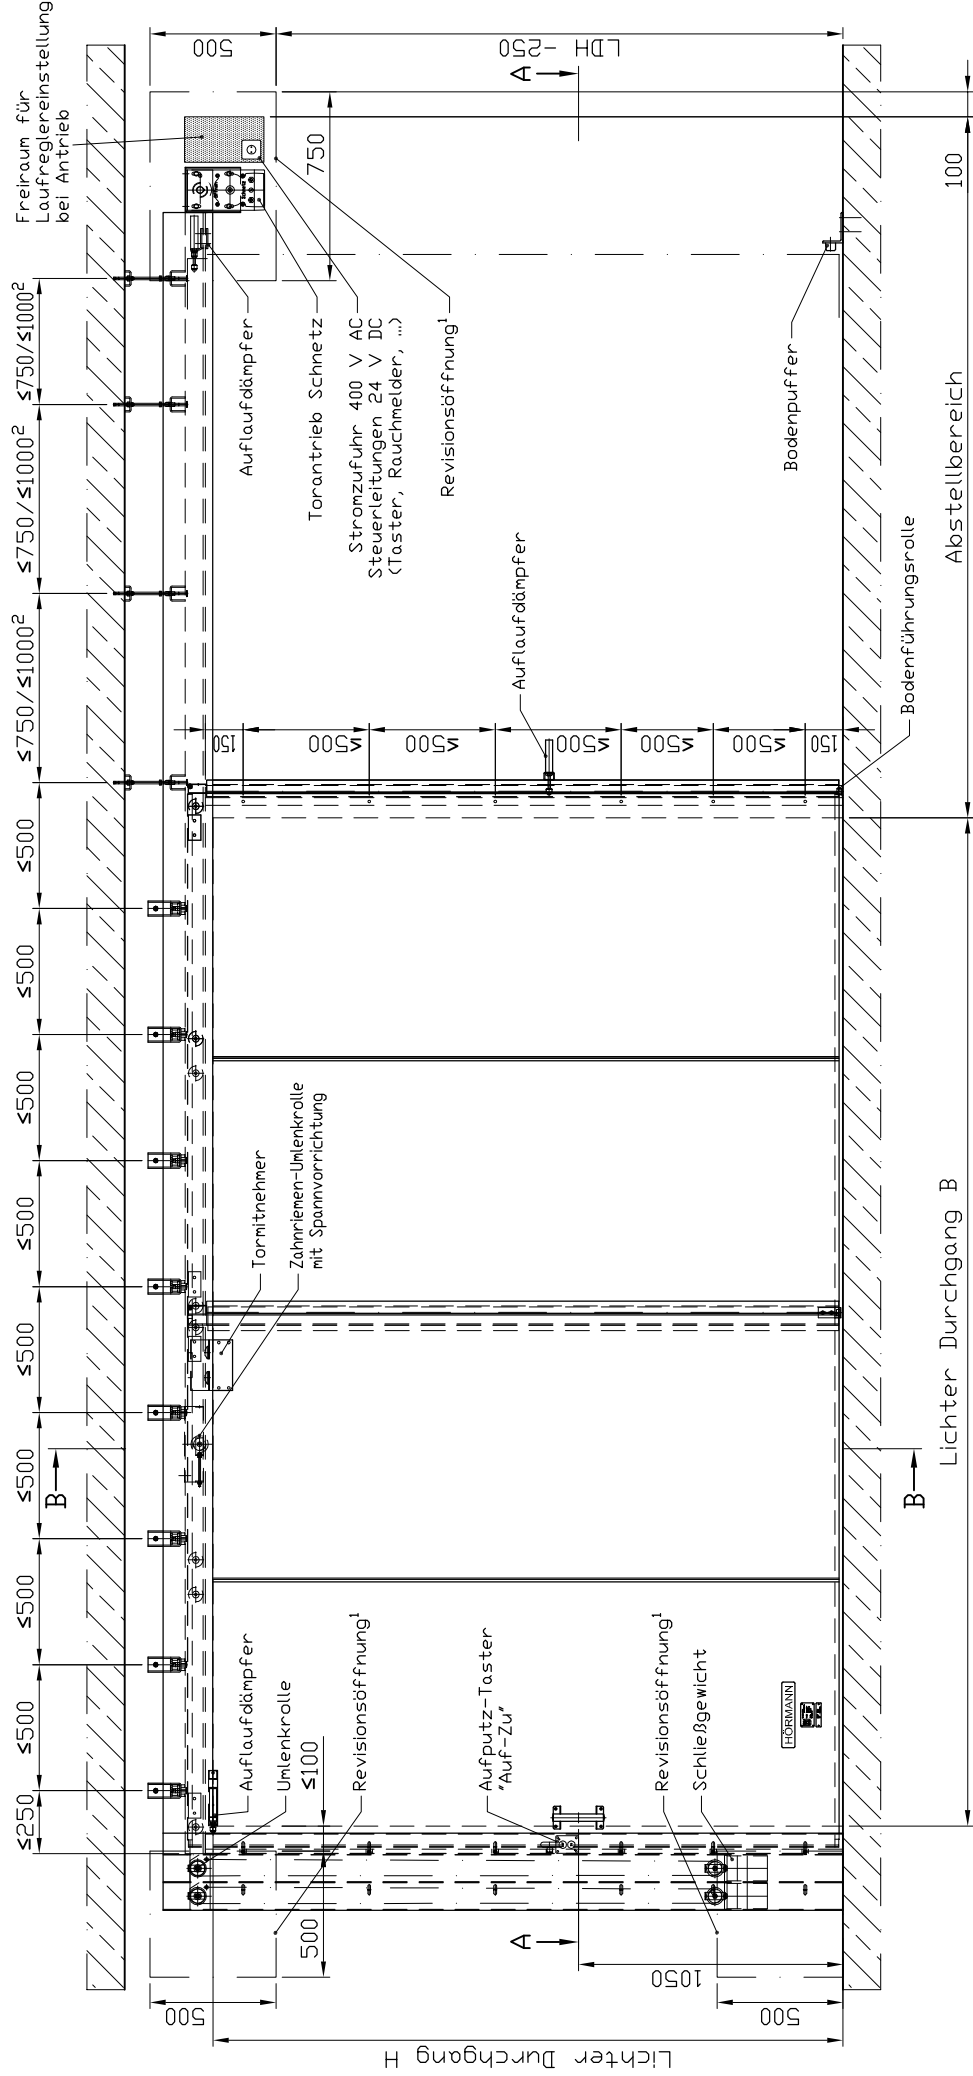 ≤250
≤500
≤500
≤500
≤500
≤500
≤500
≤500
≤500
≤750/≤1000²
≤750/≤1000²
≤750/≤1000²
Freiraum für
Laufreglereinstellung
bei Antrieb
500
LDH -250
A
750
100
B
B
Auflaufdämpfer
Umlenkrolle
≤100
Revisionsöffnung¹
500
500
Aufputz-Taster
"Auf-Zu"
A
1050
Revisionsöffnung¹
Schließgewicht
500
HÖRMANN
Lichter Durchgang H
Tormitnehmer
Zahnriemen-Umlenkrolle
mit Spannvorrichtung
150
≤500
≤500
≤500
≤500
≤500
150
Auflaufdämpfer
Bodenführungsrolle
Auflaufdämpfer
Torantrieb Schnetz
Stromzufuhr 400 V AC
Steuerleitungen 24 V DC
(Taster, Rauchmelder, ...)
Revisionsöffnung¹
Bodenpuffer
Lichter Durchgang B
Abstellbereich